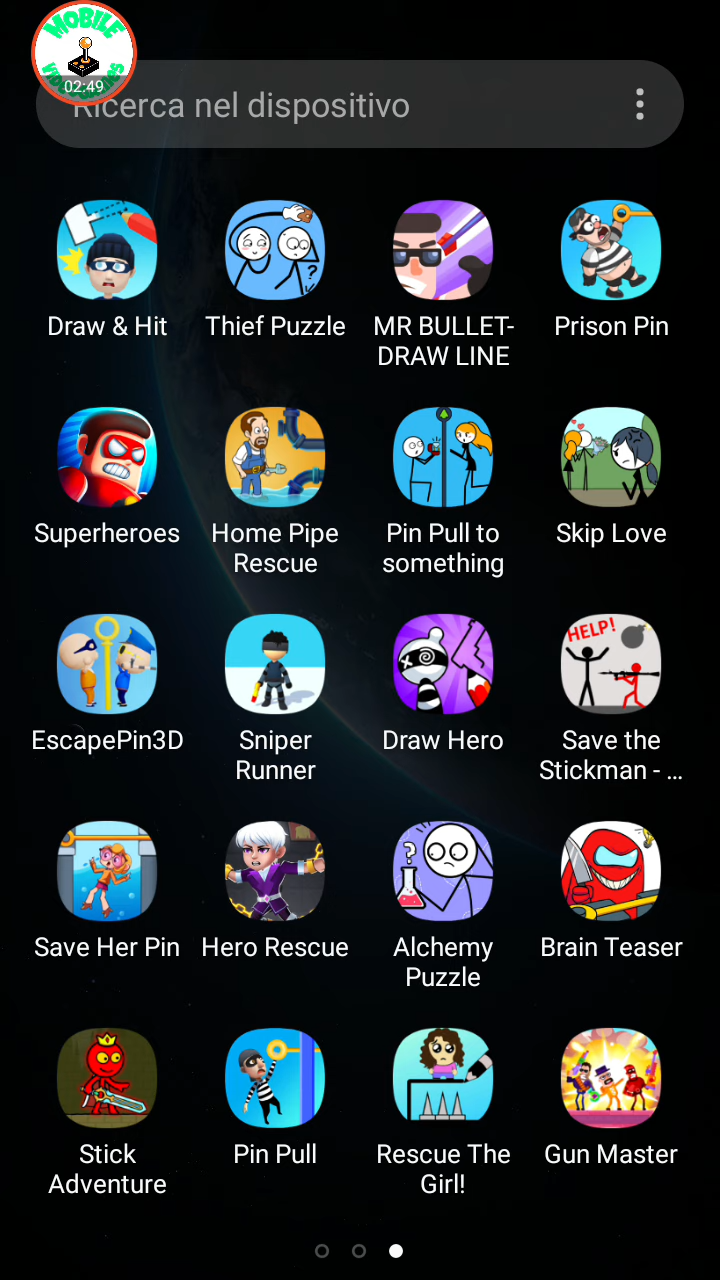 MOBILE
VIDEOGAMES
02:49
Ricerca nel dispositivo
Draw & Hit
Thief Puzzle
MR BULLET-
DRAW LINE
Prison Pin
Superheroes
Home Pipe
Rescue
Pin Pull to
something
Skip Love
HELP!
EscapePin3D
Sniper
Runner
Draw Hero
Save the
Stickman - ...
Save Her Pin
Hero Rescue
Alchemy
Puzzle
Brain Teaser
Stick
Adventure
Pin Pull
Rescue The
Girl!
Gun Master